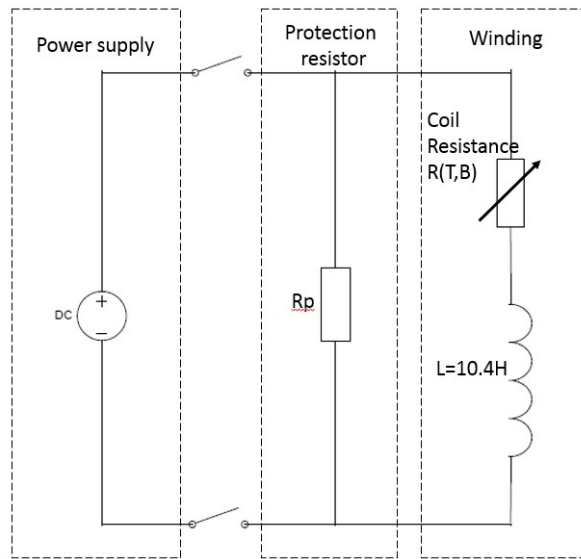 Power supply
Protection
resistor
Winding
Coil
Resistance
R(T,B)
DC
+
−
Rp
L=10.4H